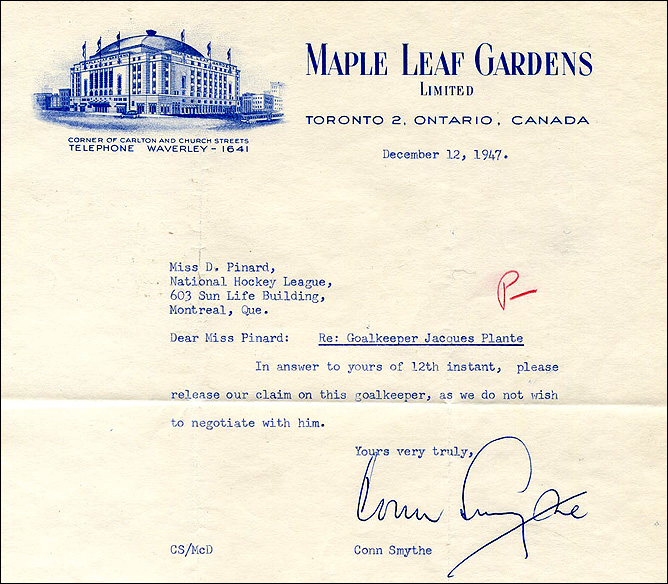 MAPLE LEAF GARDENS
LIMITED
TORONTO 2, ONTARIO, CANADA
CORNER OF CARLTON AND CHURCH STREETS
TELEPHONE WAVERLEY - 1641
December 12, 1947.
Miss D. Pinard,
National Hockey League,
603 Sun Life Building,
Montreal, Que.
P-
Dear Miss Pinard: Re: Goalkeeper Jacques Plante
In answer to yours of 12th instant, please
release our claim on this goalkeeper, as we do not wish
to negotiate with him.
Yours very truly,
Conn Smythe
CS/McD Conn Smythe